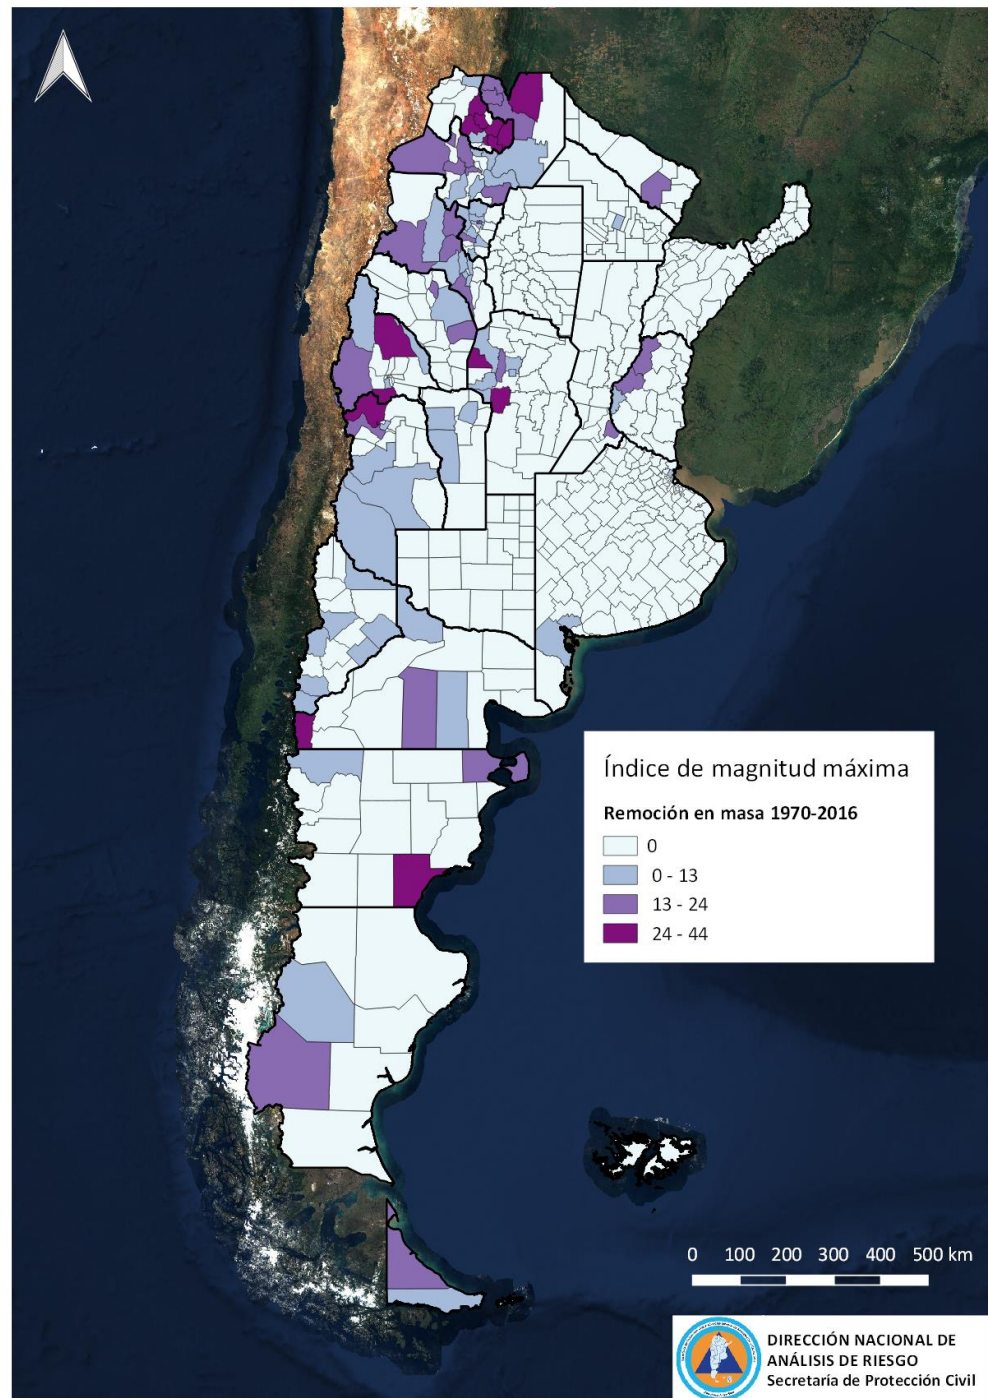 Índice de magnitud máxima
Remoción en masa 1970-2016
0
0 - 13
13 - 24
24 - 44
0 100 200 300 400 500 km
DIRECCIÓN NACIONAL DE
ANÁLISIS DE RIESGO
Secretaría de Protección Civil